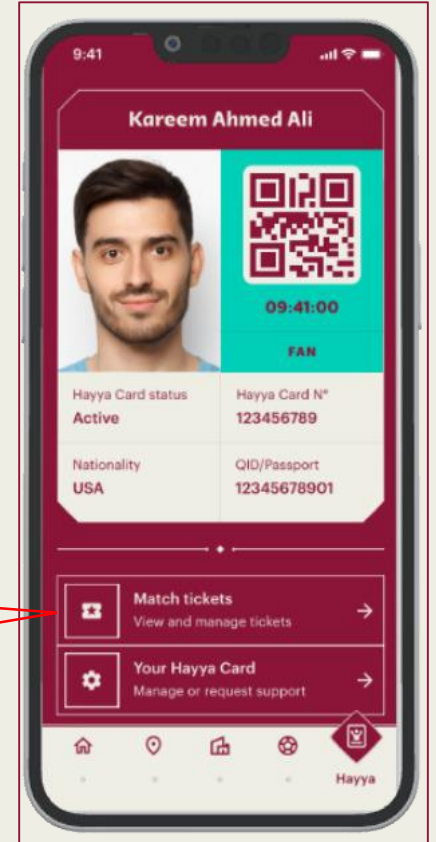 9:41
Kareem Ahmed Ali
09:41:00
FAN
Hayya Card status
Active
Hayya Card N°
123456789
Nationality
USA
QID/Passport
12345678901
Match tickets
View and manage tickets
Your Hayya Card
Manage or request support
Hayya